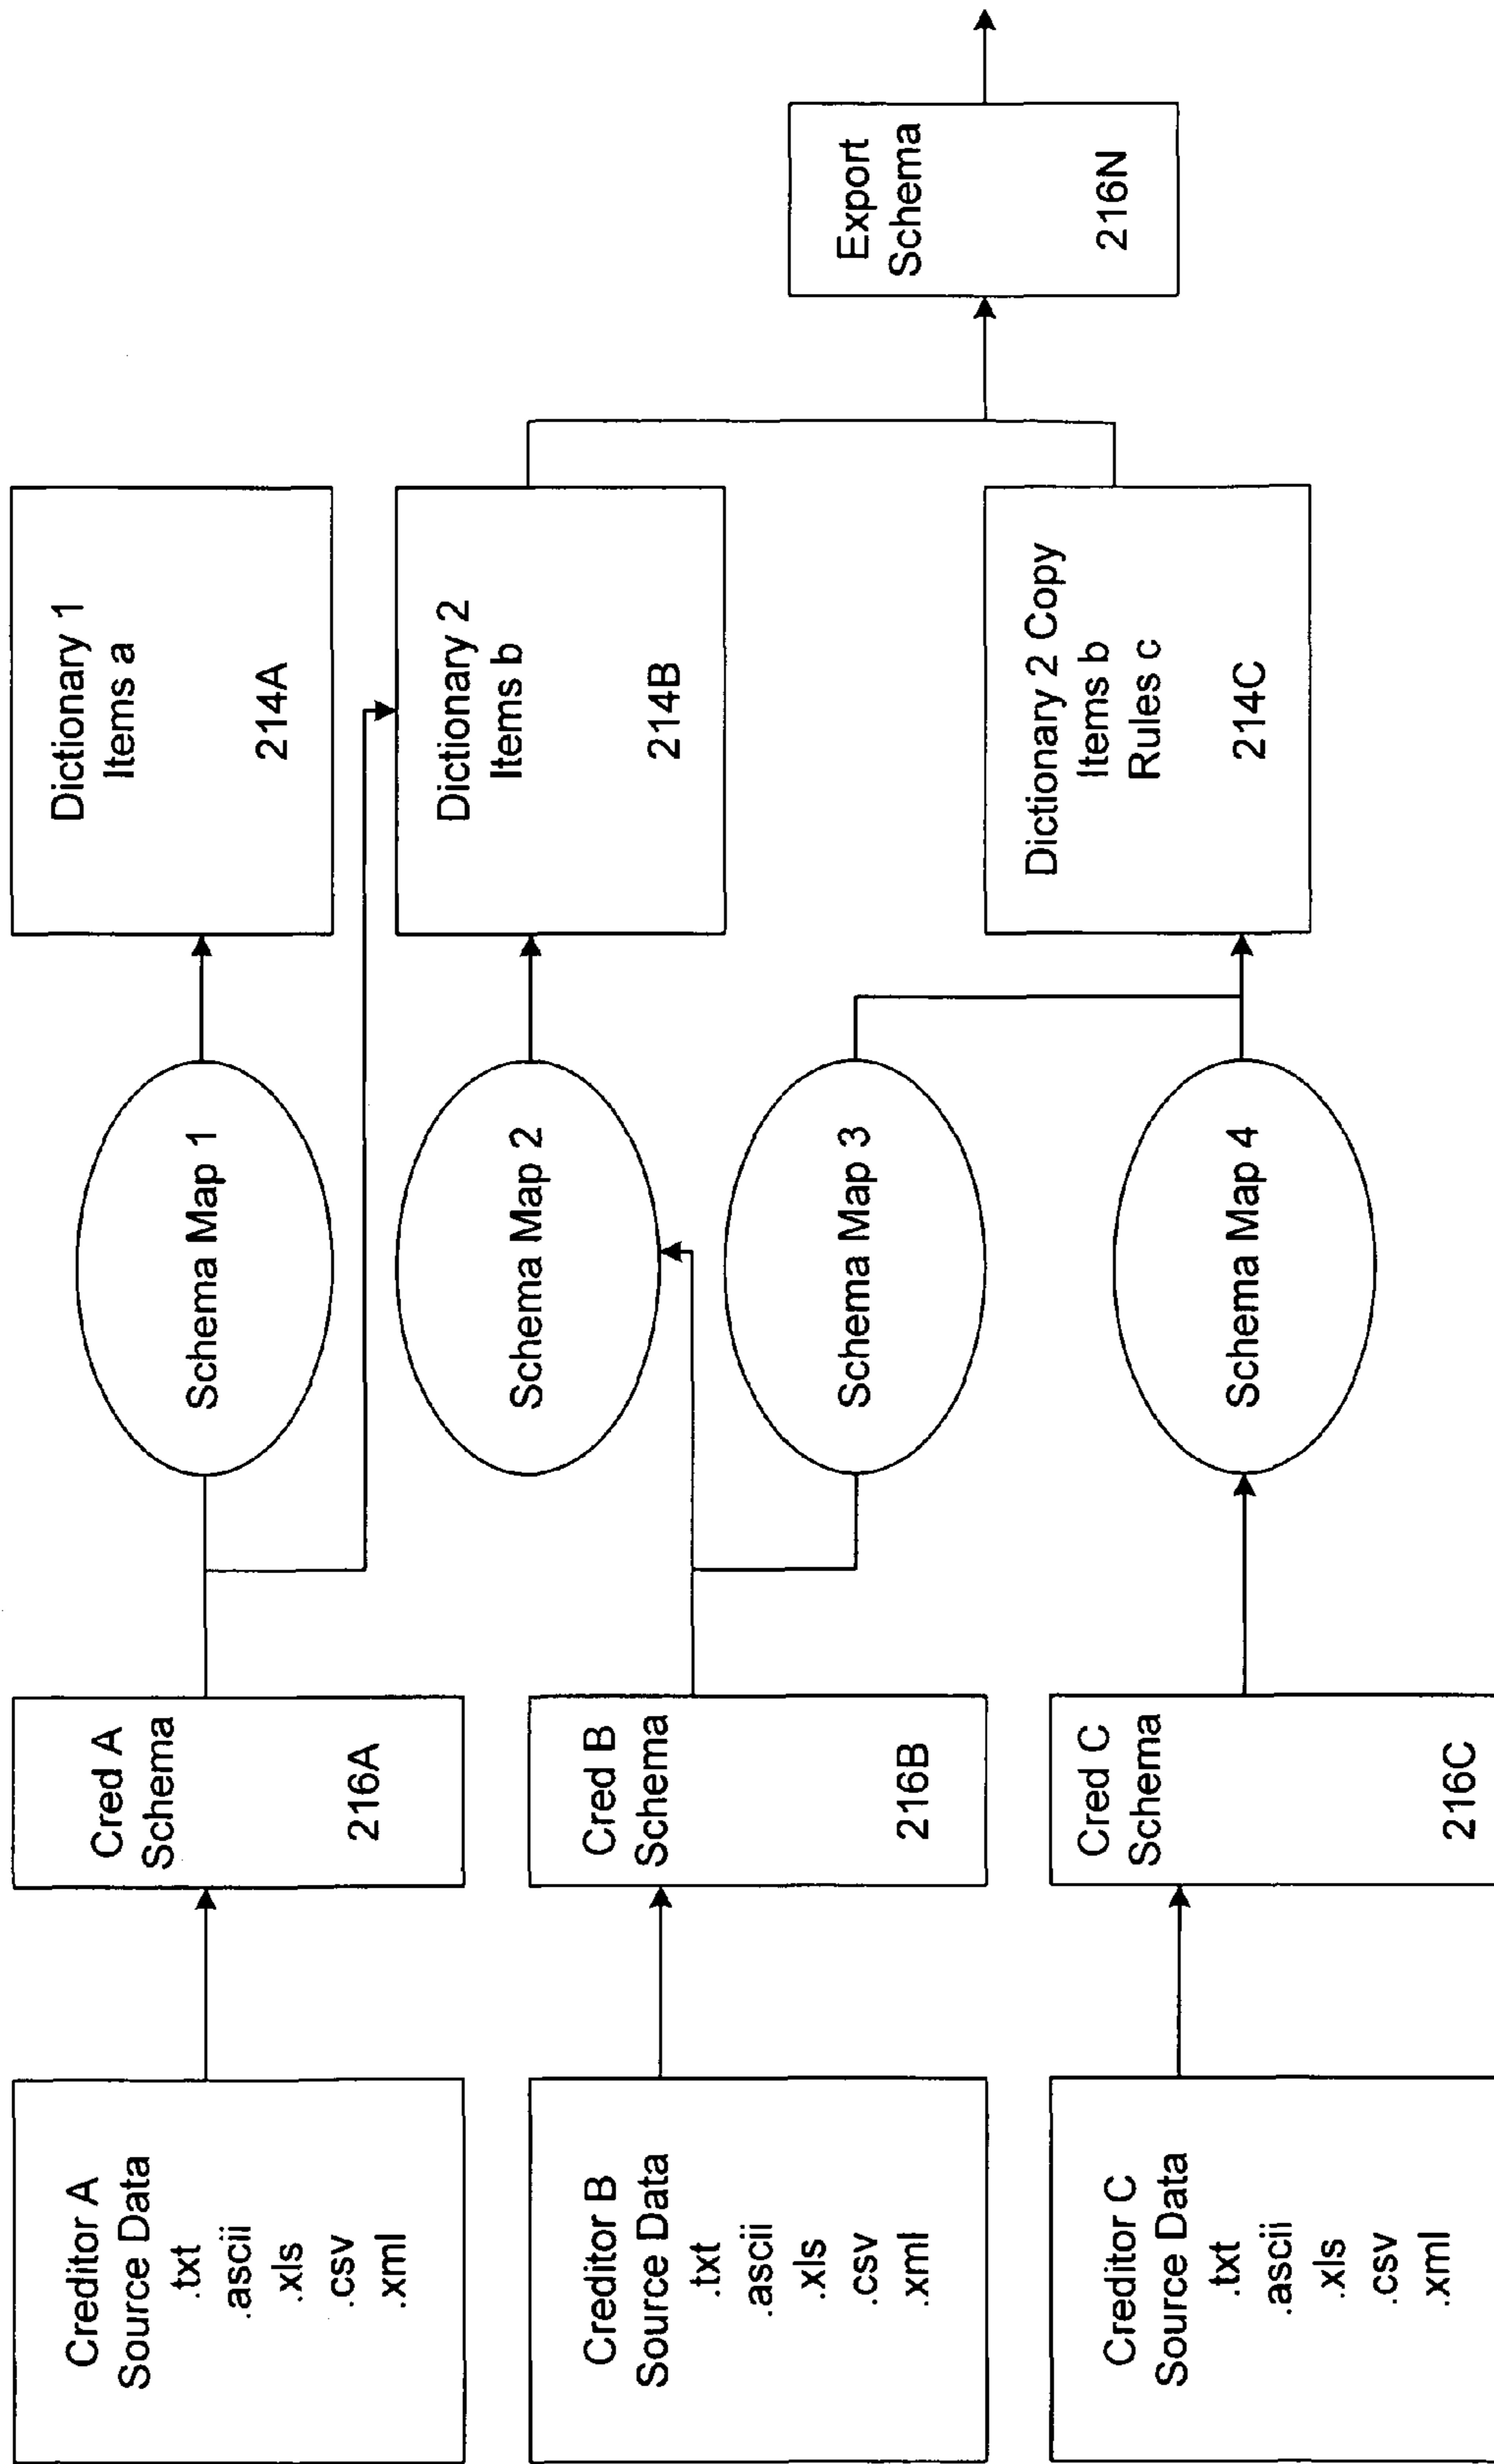 Creditor A
Source Data
.txt
.ascii
.xls
.csv
.xml
Cred A
Schema
216A
Schema Map 1
Dictionary 1
Items a
214A
Creditor B
Source Data
.txt
.ascii
.xls
.csv
.xml
Cred B
Schema
216B
Schema Map 2
Dictionary 2
Items b
214B
Schema Map 3
Creditor C
Source Data
.txt
.ascii
.xls
.csv
.xml
Cred C
Schema
216C
Schema Map 4
Dictionary 2 Copy
Items b
Rules c
214C
Export
Schema
216N